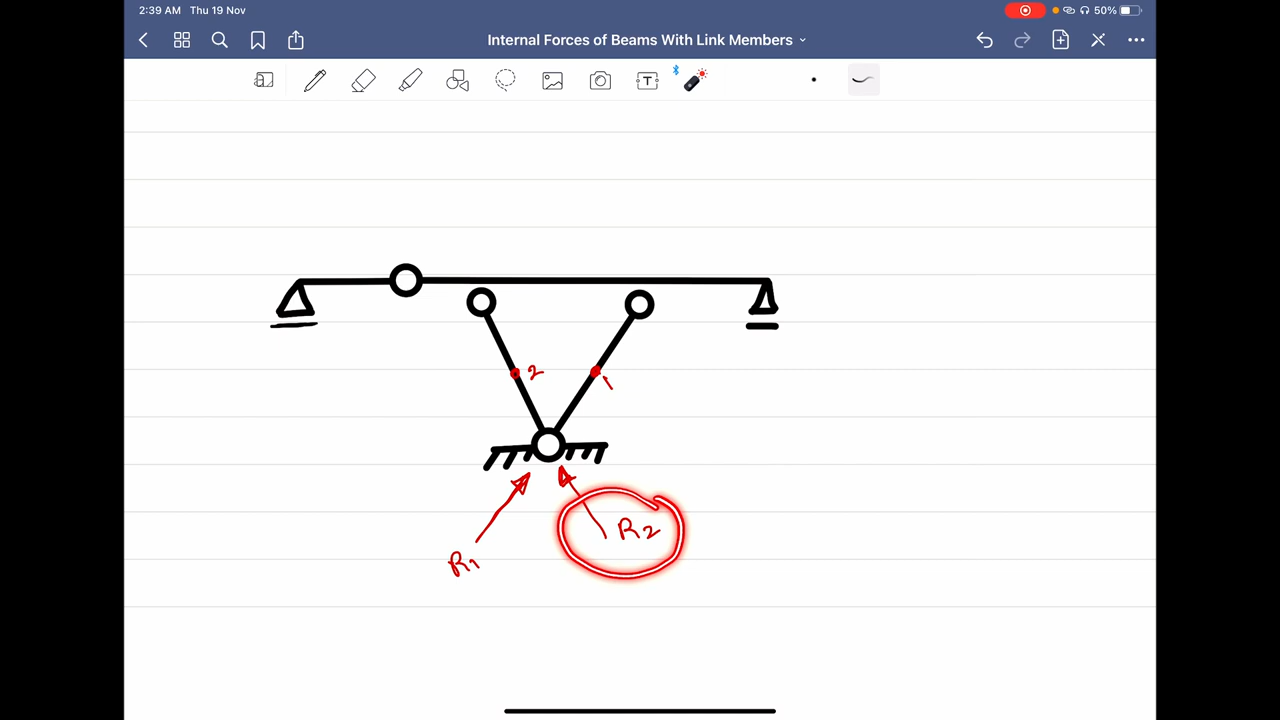 2:39 AM Thu 19 Nov
50%
Internal Forces of Beams With Link Members
T
2
1
R2
R1